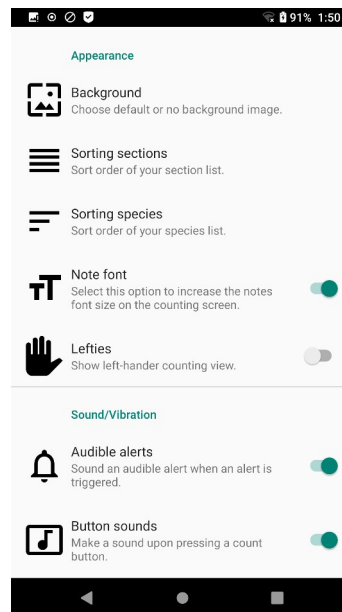 91% 1:50
Appearance
Background
Choose default or no background image.
Sorting sections
Sort order of your section list.
Sorting species
Sort order of your species list.
Note font
Select this option to increase the notes
font size on the counting screen.
Lefties
Show left-hander counting view.
Sound/Vibration
Audible alerts
Sound an audible alert when an alert is
triggered.
Button sounds
Make a sound upon pressing a count
button.